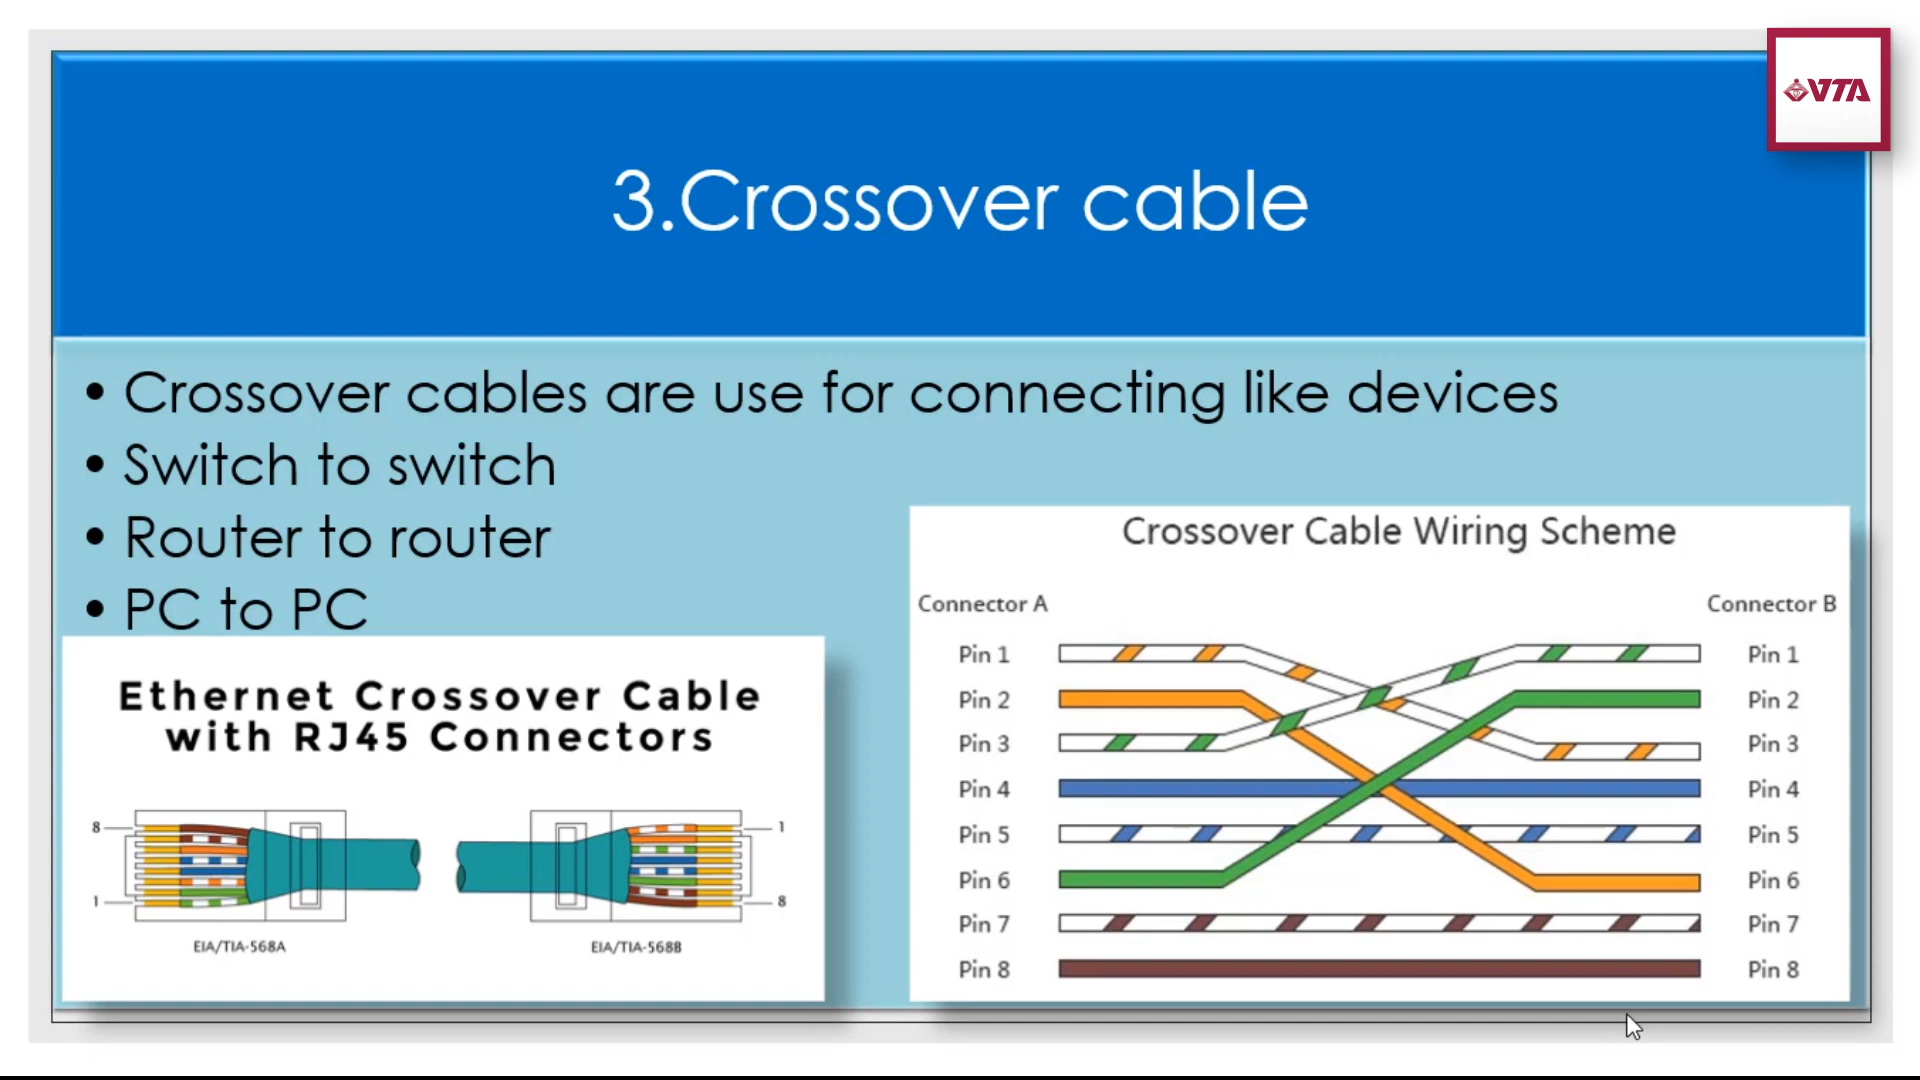 VTA
3.Crossover cable
• Crossover cables are use for connecting like devices
• Switch to switch
• Router to router
• PC to PC
Ethernet Crossover Cable
with RJ45 Connectors
8
1
1
8
EIA/TIA-568A
EIA/TIA-568B
Crossover Cable Wiring Scheme
Connector A
Connector B
Pin 1
Pin 1
Pin 2
Pin 2
Pin 3
Pin 3
Pin 4
Pin 4
Pin 5
Pin 5
Pin 6
Pin 6
Pin 7
Pin 7
Pin 8
Pin 8